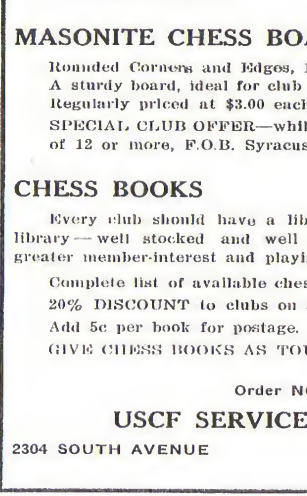 MASONITE CHESS BOA
Rounded Corners and Edges,
A sturdy board, ideal for club
Regularly priced at $3.00 each
SPECIAL CLUB OFFER—whil
of 12 or more, F.O.B. Syracus
CHESS BOOKS
Every club should have a lib
library—well stocked and well
greater member-interest and playi
Complete list of available ches
20% DISCOUNT to clubs on
Add 5c per book for postage.
GIVE CHESS BOOKS AS TOU
Order NO
USCF SERVICE
2304 SOUTH AVENUE